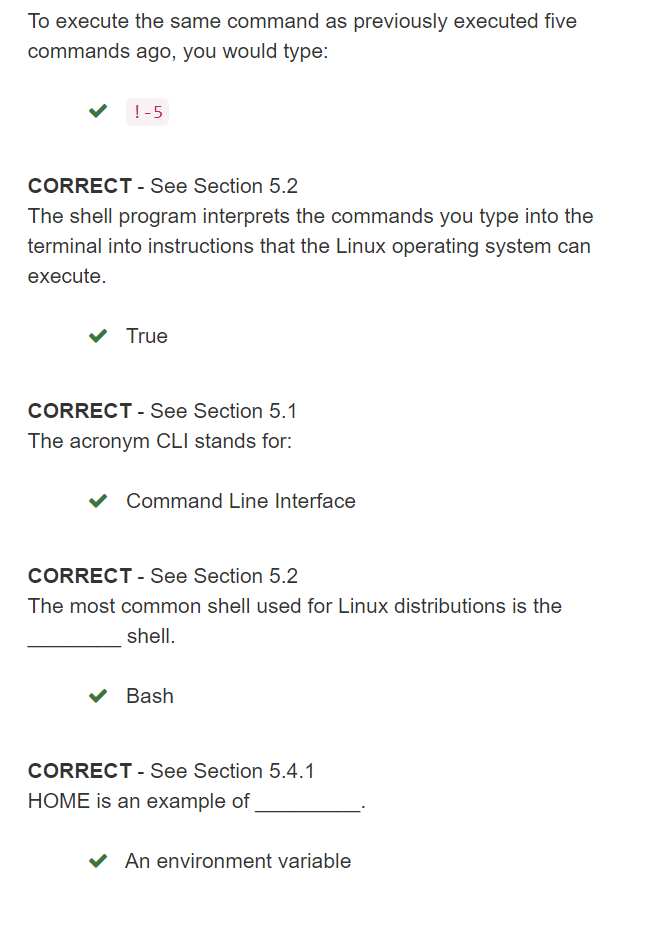 To execute the same command as previously executed five
commands ago, you would type:
!-5
CORRECT - See Section 5.2
The shell program interprets the commands you type into the
terminal into instructions that the Linux operating system can
execute.
True
CORRECT - See Section 5.1
The acronym CLI stands for:
Command Line Interface
CORRECT - See Section 5.2
The most common shell used for Linux distributions is the
________ shell.
Bash
CORRECT - See Section 5.4.1
HOME is an example of _________.
An environment variable